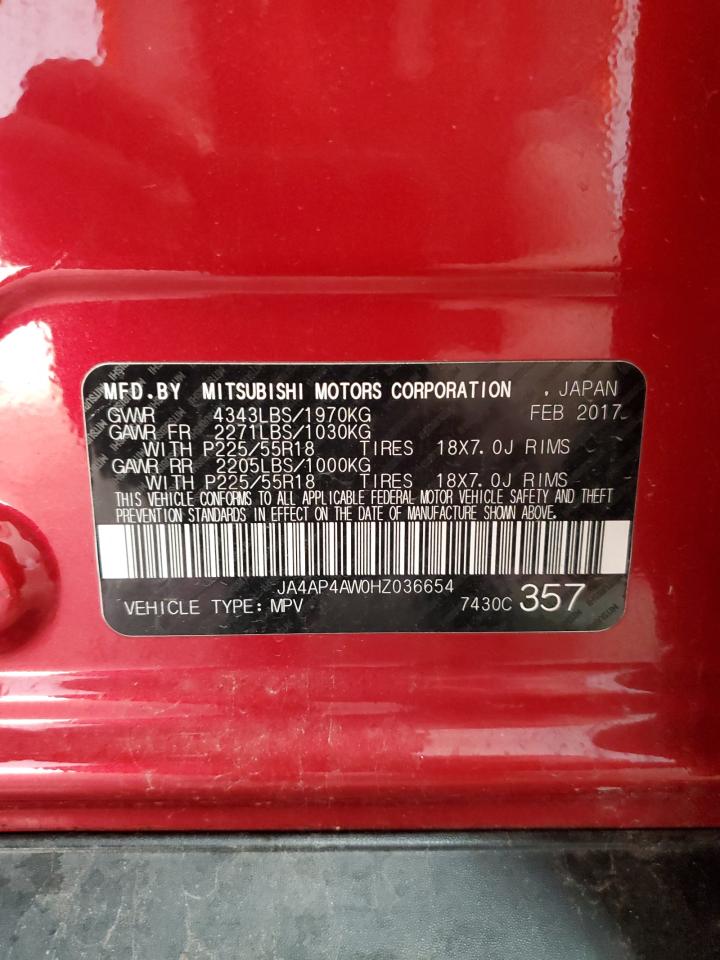 MFD.BY MITSUBISHI MOTORS CORPORATION , JAPAN
GVWR 4343LBS/1970KG FEB 2017
GAWR FR 2271LBS/1030KG
WITH P225/55R18 TIRES 18X7.0J RIMS
GAWR RR 2205LBS/1000KG
WITH P225/55R18 TIRES 18X7.0J RIMS
THIS VEHICLE CONFORMS TO ALL APPLICABLE FEDERAL MOTOR VEHICLE SAFETY AND THEFT
PREVENTION STANDARDS IN EFFECT ON THE DATE OF MANUFACTURE SHOWN ABOVE.
JA4AP4AW0HZ036654
VEHICLE TYPE: MPV 7430C 357